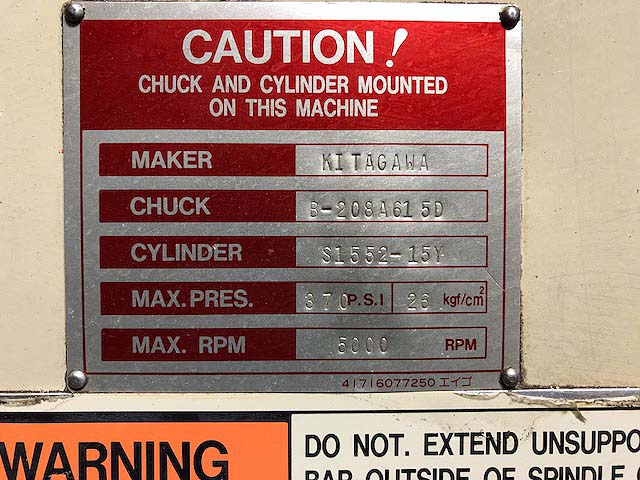 CAUTION!
CHUCK AND CYLINDER MOUNTED
ON THIS MACHINE
MAKER KITAGAWA
CHUCK B-208A615D
CYLINDER S1552-15Y
MAX.PRES. 370 P.S.I 26 kgf/cm²
MAX. RPM 5000 RPM
41716077250 エイゴ
WARNING
DO NOT. EXTEND UNSUPPO
BAR OUTSIDE OF SPINDLE